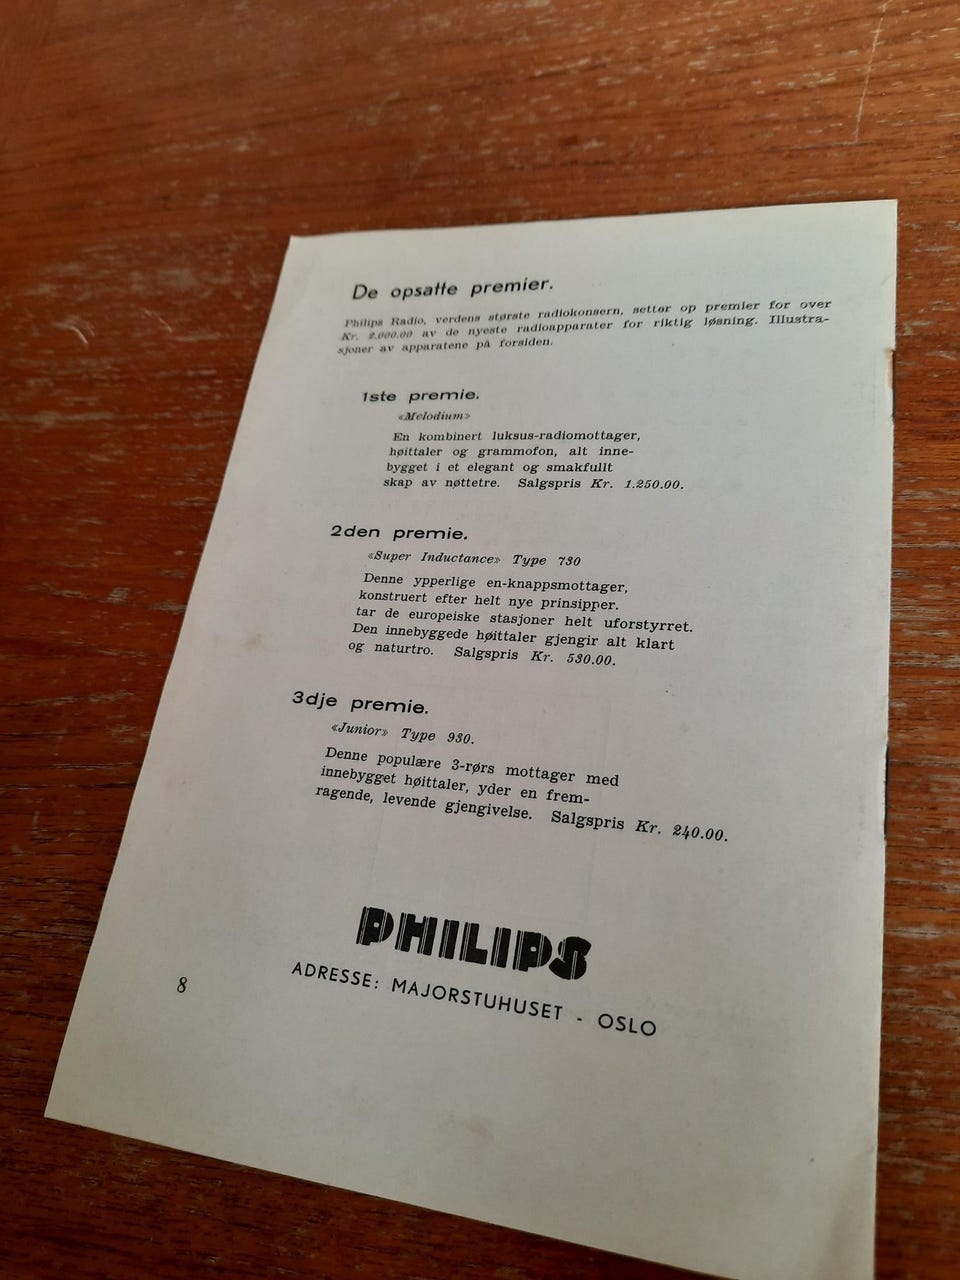 De opsatte premier.
Philips Radio, verdens største radiokonsern, setter op premier for over
Kr. 2.000.00 av de nyeste radioapparater for riktig løsning. Illustra-
sjoner av apparatene på forsiden.
1ste premie.
«Melodium»
En kombinert luksus-radiomottager,
høittaler og grammofon, alt inne-
bygget i et elegant og smakfullt
skap av nøttetre. Salgspris Kr. 1.250.00.
2den premie.
«Super Inductance» Type 730
Denne ypperlige en-knappsmottager,
konstruert efter helt nye prinsipper.
tar de europeiske stasjoner helt uforstyrret.
Den innebyggede høittaler gjengir alt klart
og naturtro. Salgspris Kr. 530.00.
3dje premie.
«Junior» Type 930.
Denne populære 3-rørs mottager med
innebygget høittaler, yder en frem-
ragende, levende gjengivelse. Salgspris Kr. 240.00.
PHILIPS
ADRESSE: MAJORSTUHUSET - OSLO
8